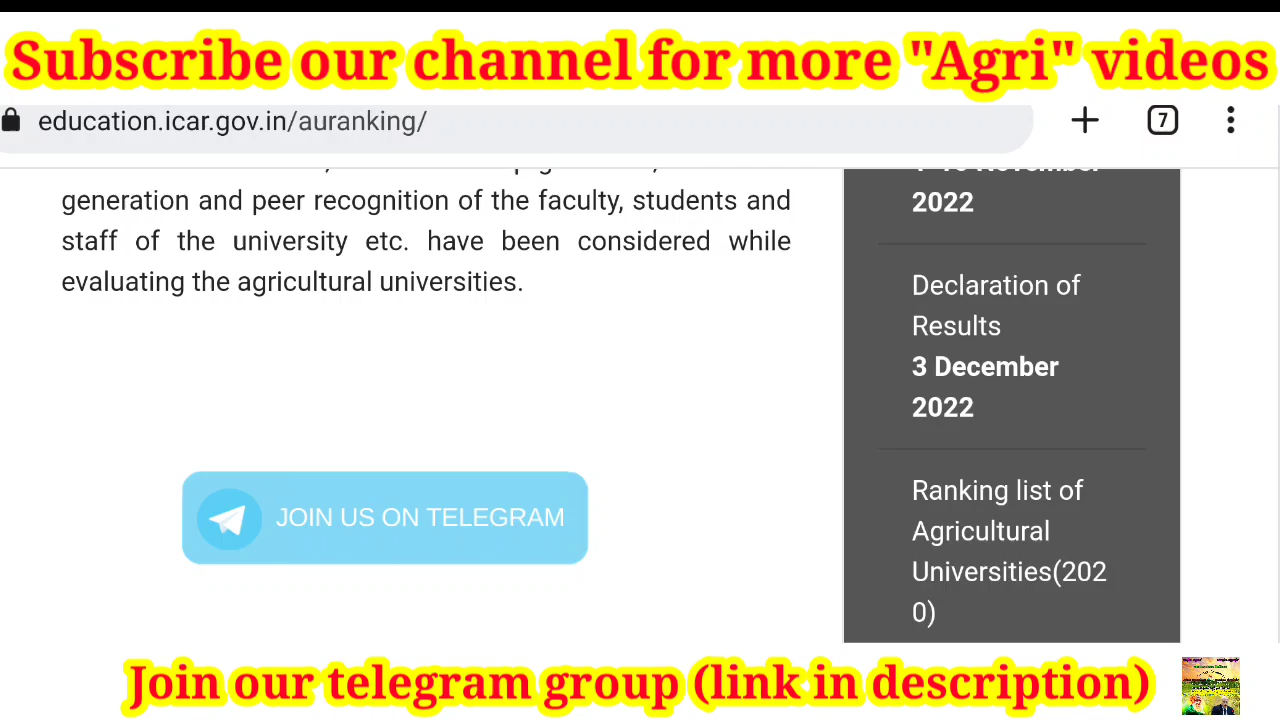 Subscribe our channel for more "Agri" videos
education.icar.gov.in/auranking/
7
generation and peer recognition of the faculty, students and
staff of the university etc. have been considered while
evaluating the agricultural universities.
JOIN US ON TELEGRAM
November
2022
Declaration of
Results
3 December
2022
Ranking list of
Agricultural
Universities(202
0)
Join our telegram group (link in description)